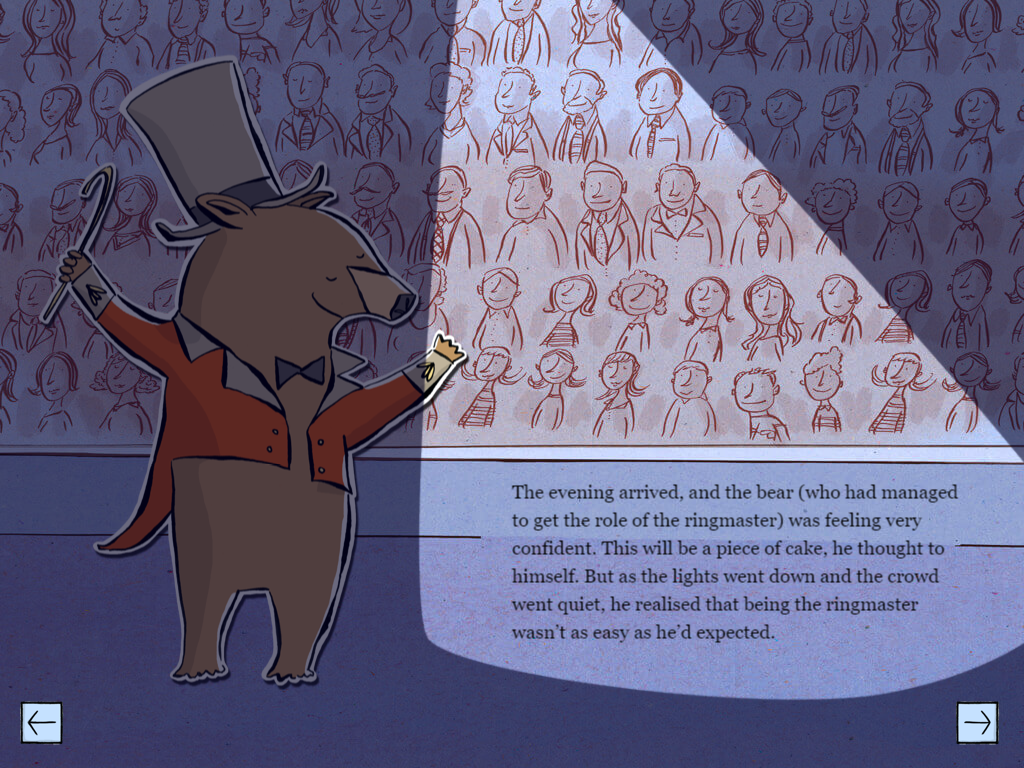 The evening arrived, and the bear (who had managed
to get the role of the ringmaster) was feeling very
confident. This will be a piece of cake, he thought to
himself. But as the lights went down and the crowd
went quiet, he realised that being the ringmaster
wasn't as easy as he'd expected.